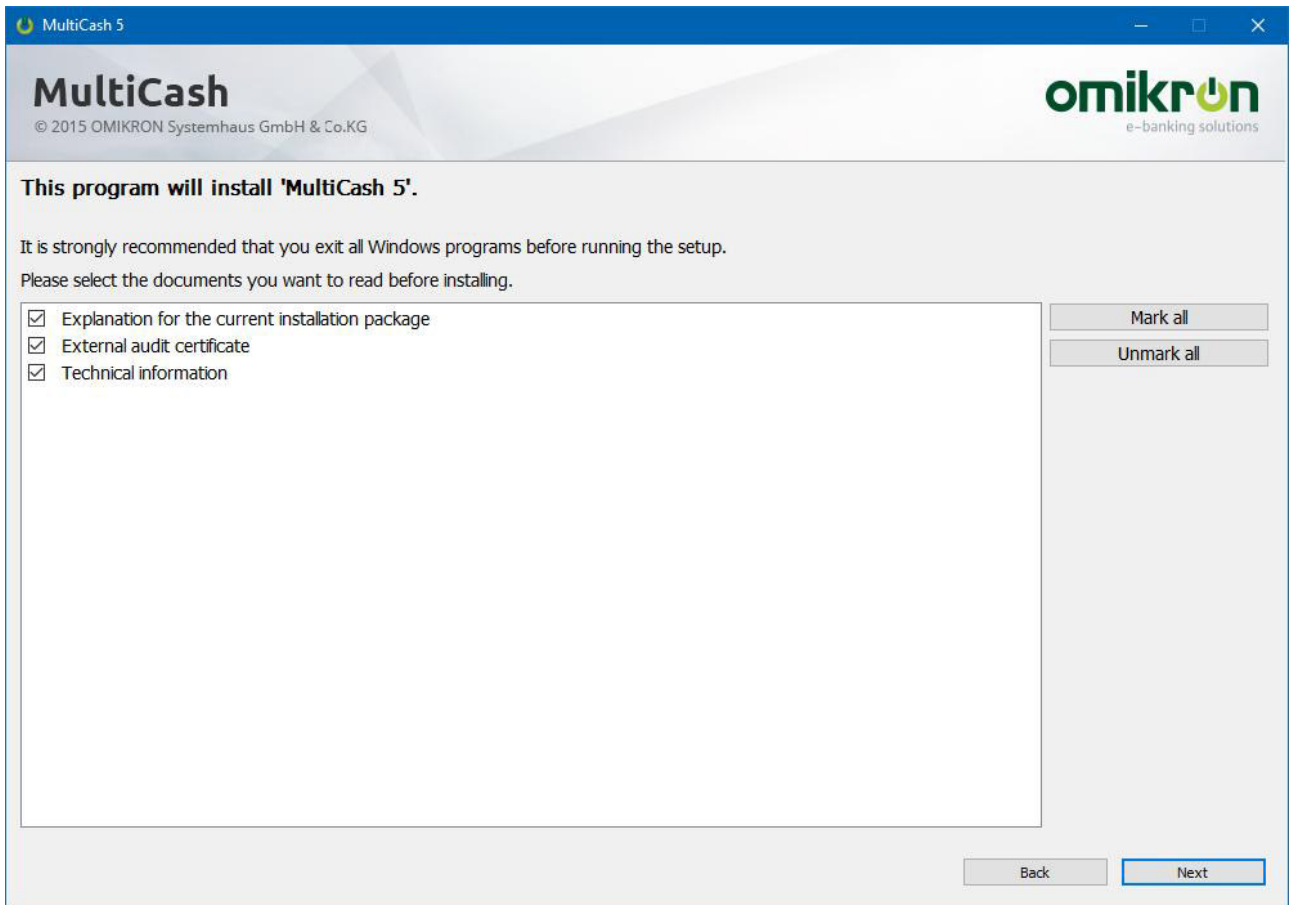 MultiCash 5
MultiCash
© 2015 OMIKRON Systemhaus GmbH & Co.KG
omikron
e-banking solutions
This program will install 'MultiCash 5'.
It is strongly recommended that you exit all Windows programs before running the setup.
Please select the documents you want to read before installing.
Explanation for the current installation package
External audit certificate
Technical information
Mark all
Unmark all
Back
Next